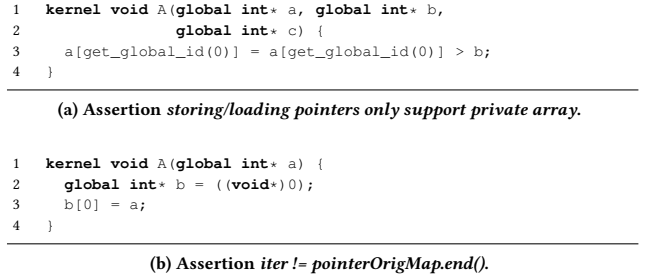 1 kernel void A(global int* a, global int* b,
2 global int* c) {
3 a[get_global_id(0)] = a[get_global_id(0)] > b;
4 }
(a) Assertion storing/loading pointers only support private array.
1 kernel void A(global int* a) {
2 global int* b = ((void*)0);
3 b[0] = a;
4 }
(b) Assertion iter != pointerOrigMap.end().